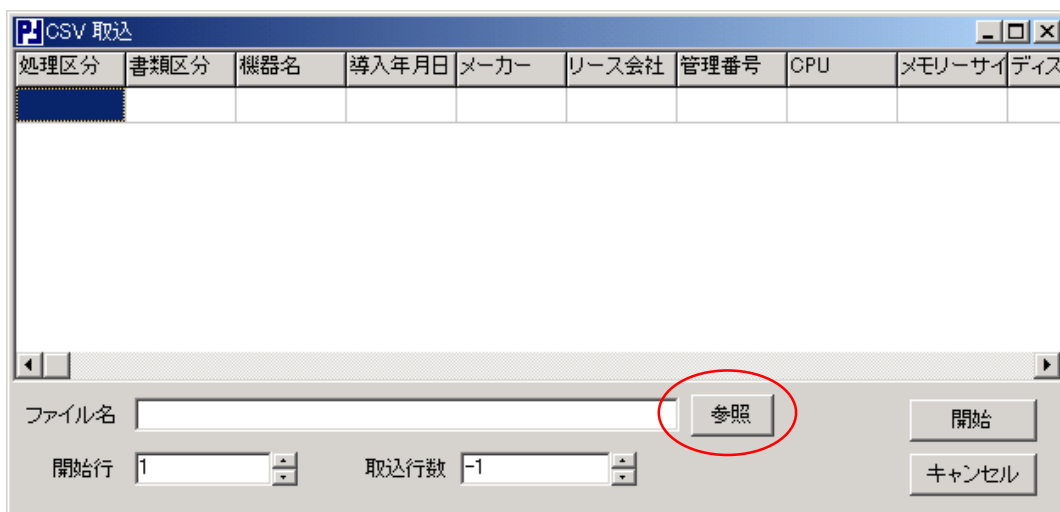 CSV 取込
処理区分 書類区分 機器名 導入年月日 メーカー リース会社 管理番号 CPU メモリーサイ ディス
ファイル名 参照 開始
開始行 1 取込行数 -1 キャンセル